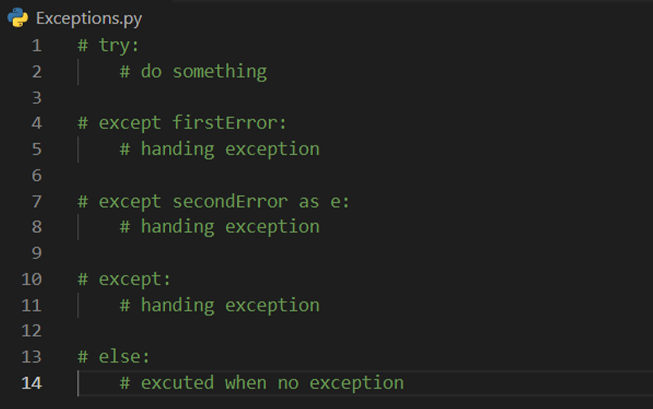 Exceptions.py
1 # try:
2 # do something
3
4 # except firstError:
5 # handing exception
6
7 # except secondError as e:
8 # handing exception
9
10 # except:
11 # handing exception
12
13 # else:
14 # excuted when no exception